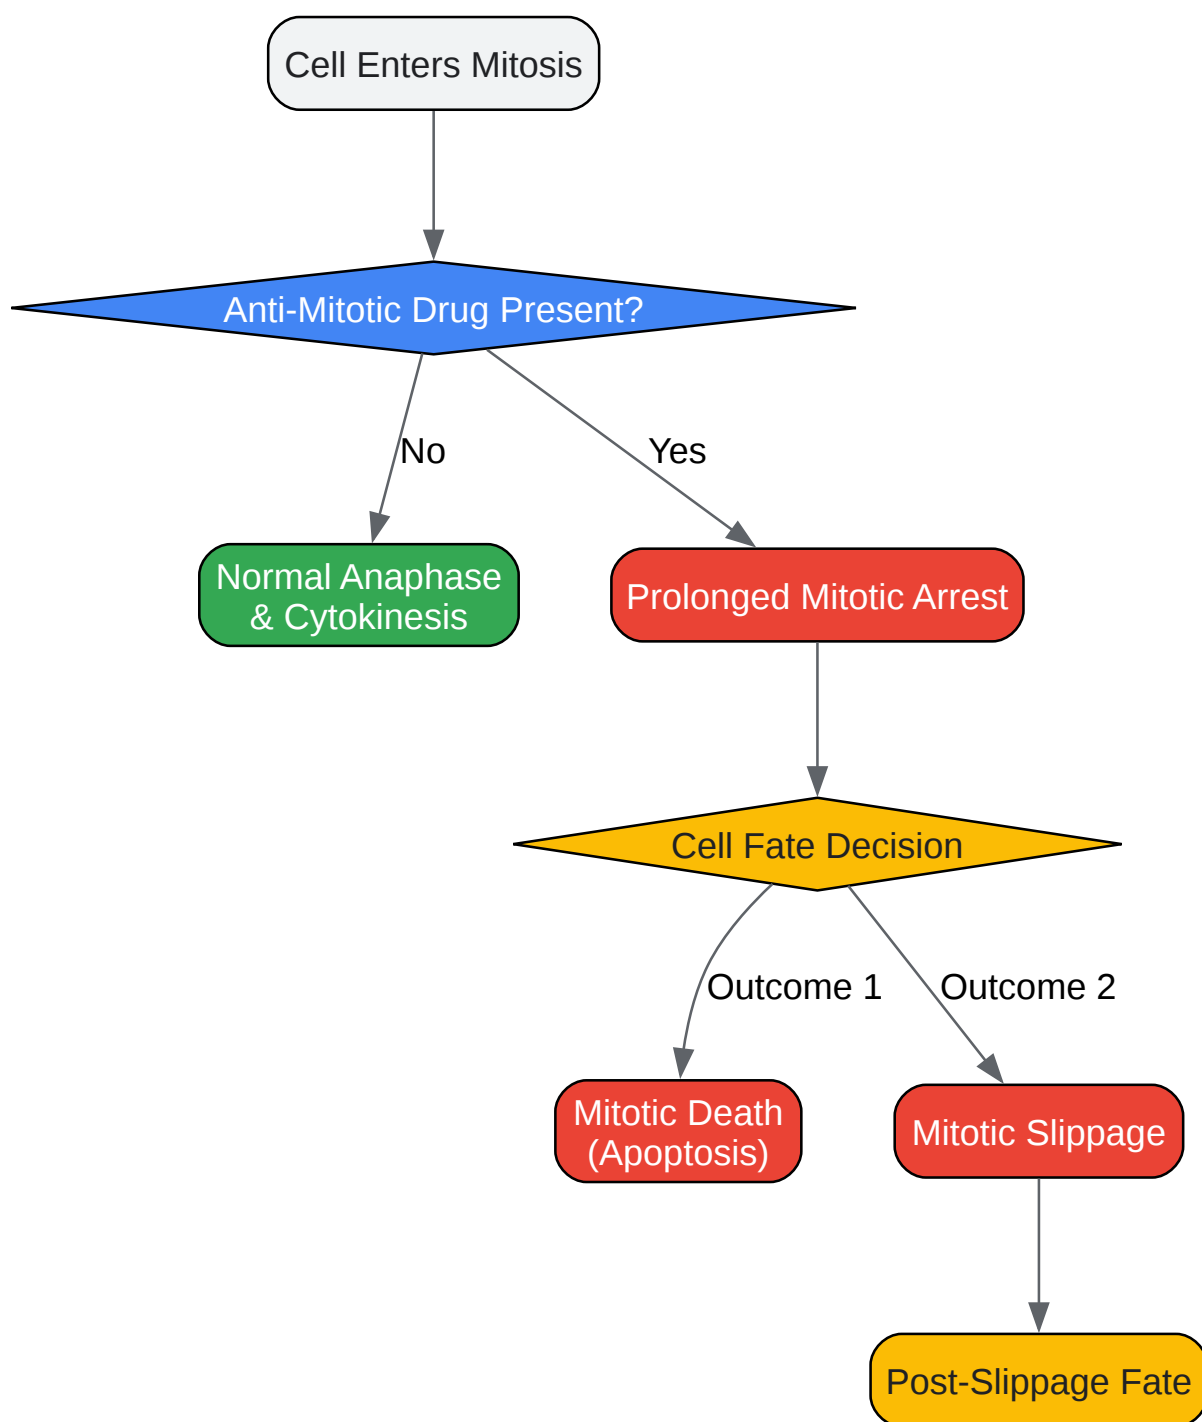 Cell Enters Mitosis
Anti-Mitotic Drug Present?
No
Yes
Normal Anaphase
& Cytokinesis
Prolonged Mitotic Arrest
Cell Fate Decision
Outcome 1
Outcome 2
Mitotic Death
(Apoptosis)
Mitotic Slippage
Post-Slippage Fate